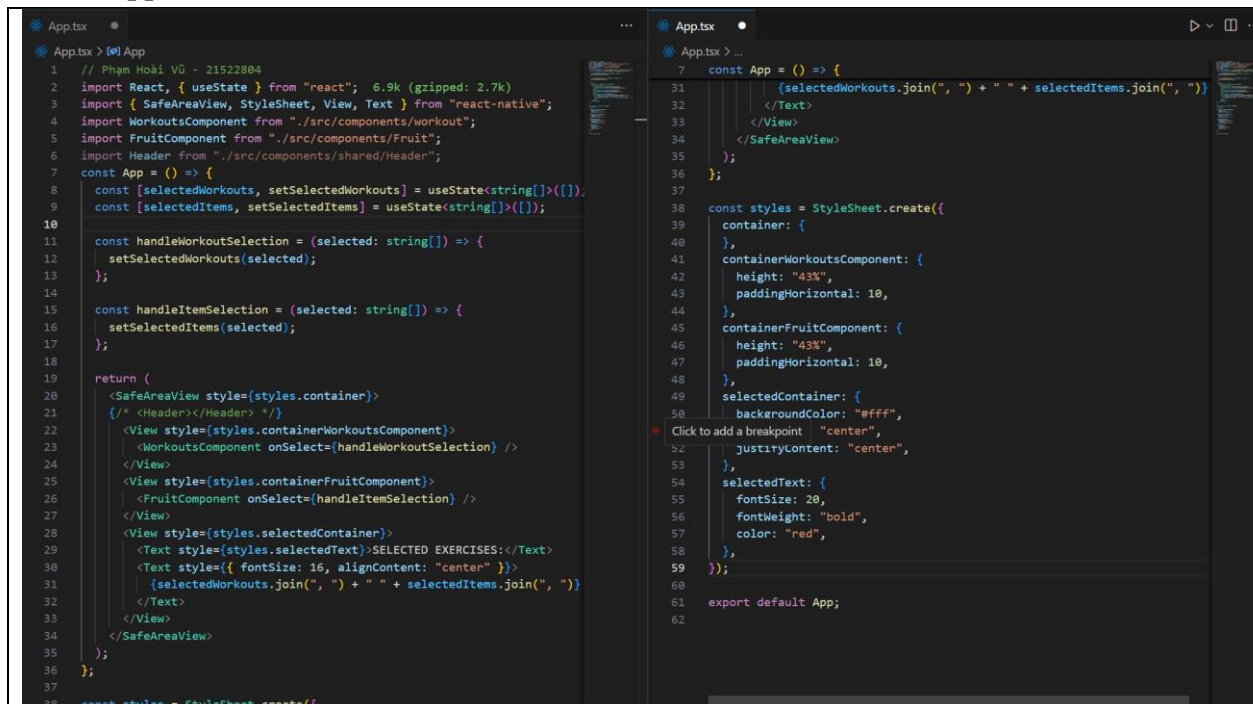 App.tsx
App.tsx > App
1 // Phạm Hoài Vũ - 21522804
2 import React, { useState } from "react"; 6.9k (gzipped: 2.7k)
3 import { SafeAreaView, StyleSheet, View, Text } from "react-native";
4 import WorkoutsComponent from "./src/components/workout";
5 import FruitComponent from "./src/components/Fruit";
6 import Header from "./src/components/shared/Header";
7 const App = () => {
8 const [selectedWorkouts, setSelectedWorkouts] = useState<string[]>([]);
9 const [selectedItems, setSelectedItems] = useState<string[]>([]);
10
11 const handleWorkoutSelection = (selected: string[]) => {
12 setSelectedWorkouts(selected);
13 };
14
15 const handleItemSelection = (selected: string[]) => {
16 setSelectedItems(selected);
17 };
18
19 return (
20 <SafeAreaView style={styles.container}>
21 {/* <Header></Header> */}
22 <View style={styles.containerWorkoutsComponent}>
23 <WorkoutsComponent onSelect={handleWorkoutSelection} />
24 </View>
25 <View style={styles.containerFruitComponent}>
26 <FruitComponent onSelect={handleItemSelection} />
27 </View>
28 <View style={styles.selectedContainer}>
29 <Text style={styles.selectedText}>SELECTED EXERCISES:</Text>
30 <Text style={{ fontSize: 16, alignContent: "center" }}>
31 {selectedWorkouts.join(", ") + " " + selectedItems.join(", ")}
32 </Text>
33 </View>
34 </SafeAreaView>
35 );
36 };
37
38 const styles = StyleSheet.create({
App.tsx
App.tsx > ...
7 const App = () => {
31 {selectedWorkouts.join(", ") + " " + selectedItems.join(", ")}
32 </Text>
33 </View>
34 </SafeAreaView>
35 );
36 };
37
38 const styles = StyleSheet.create({
39 container: {
40 },
41 containerWorkoutsComponent: {
42 height: "43%",
43 paddingHorizontal: 10,
44 },
45 containerFruitComponent: {
46 height: "43%",
47 paddingHorizontal: 10,
48 },
49 selectedContainer: {
50 backgroundColor: "#fff",
Click to add a breakpoint "center",
52 justifyContent: "center",
53 },
54 selectedText: {
55 fontSize: 20,
56 fontWeight: "bold",
57 color: "red",
58 },
59 });
60
61 export default App;
62